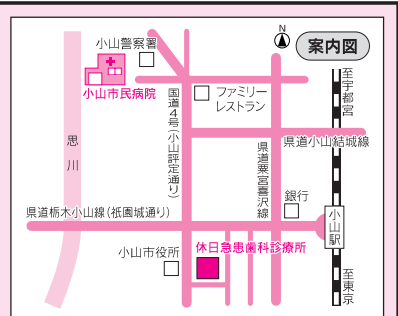 N
案内図
小山警察署
至宇都宮
小山市民病院
ファミリー
レストラン
国道4号(小山評定通り)
思川
県道小山結城線
県道粟宮喜沢線
銀行
県道栃木小山線(祇園城通り)
小山駅
休日急患歯科診療所
小山市役所
至東京